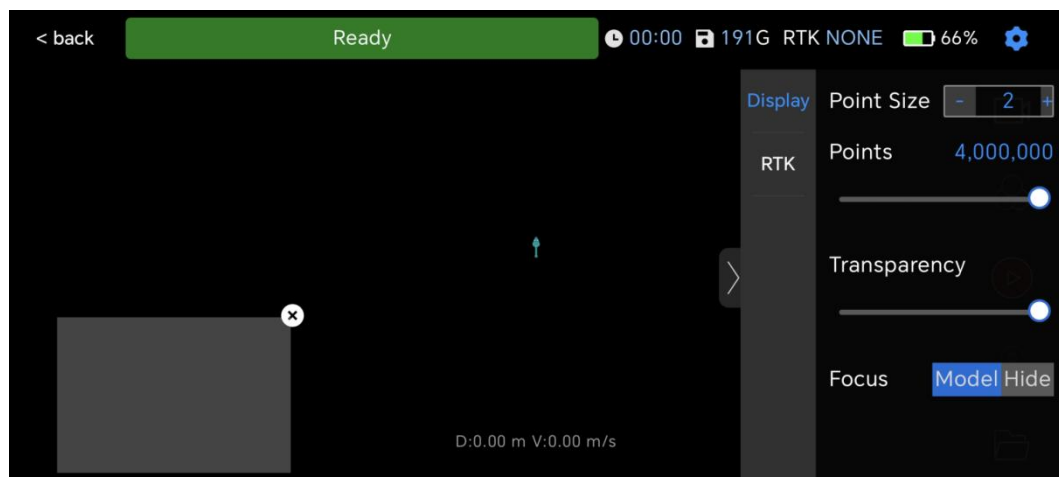 < back Ready 00:00 191G RTK NONE 66%
Display
RTK
Point Size - 2 +
Points 4,000,000
Transparency
Focus Model Hide
D:0.00 m V:0.00 m/s